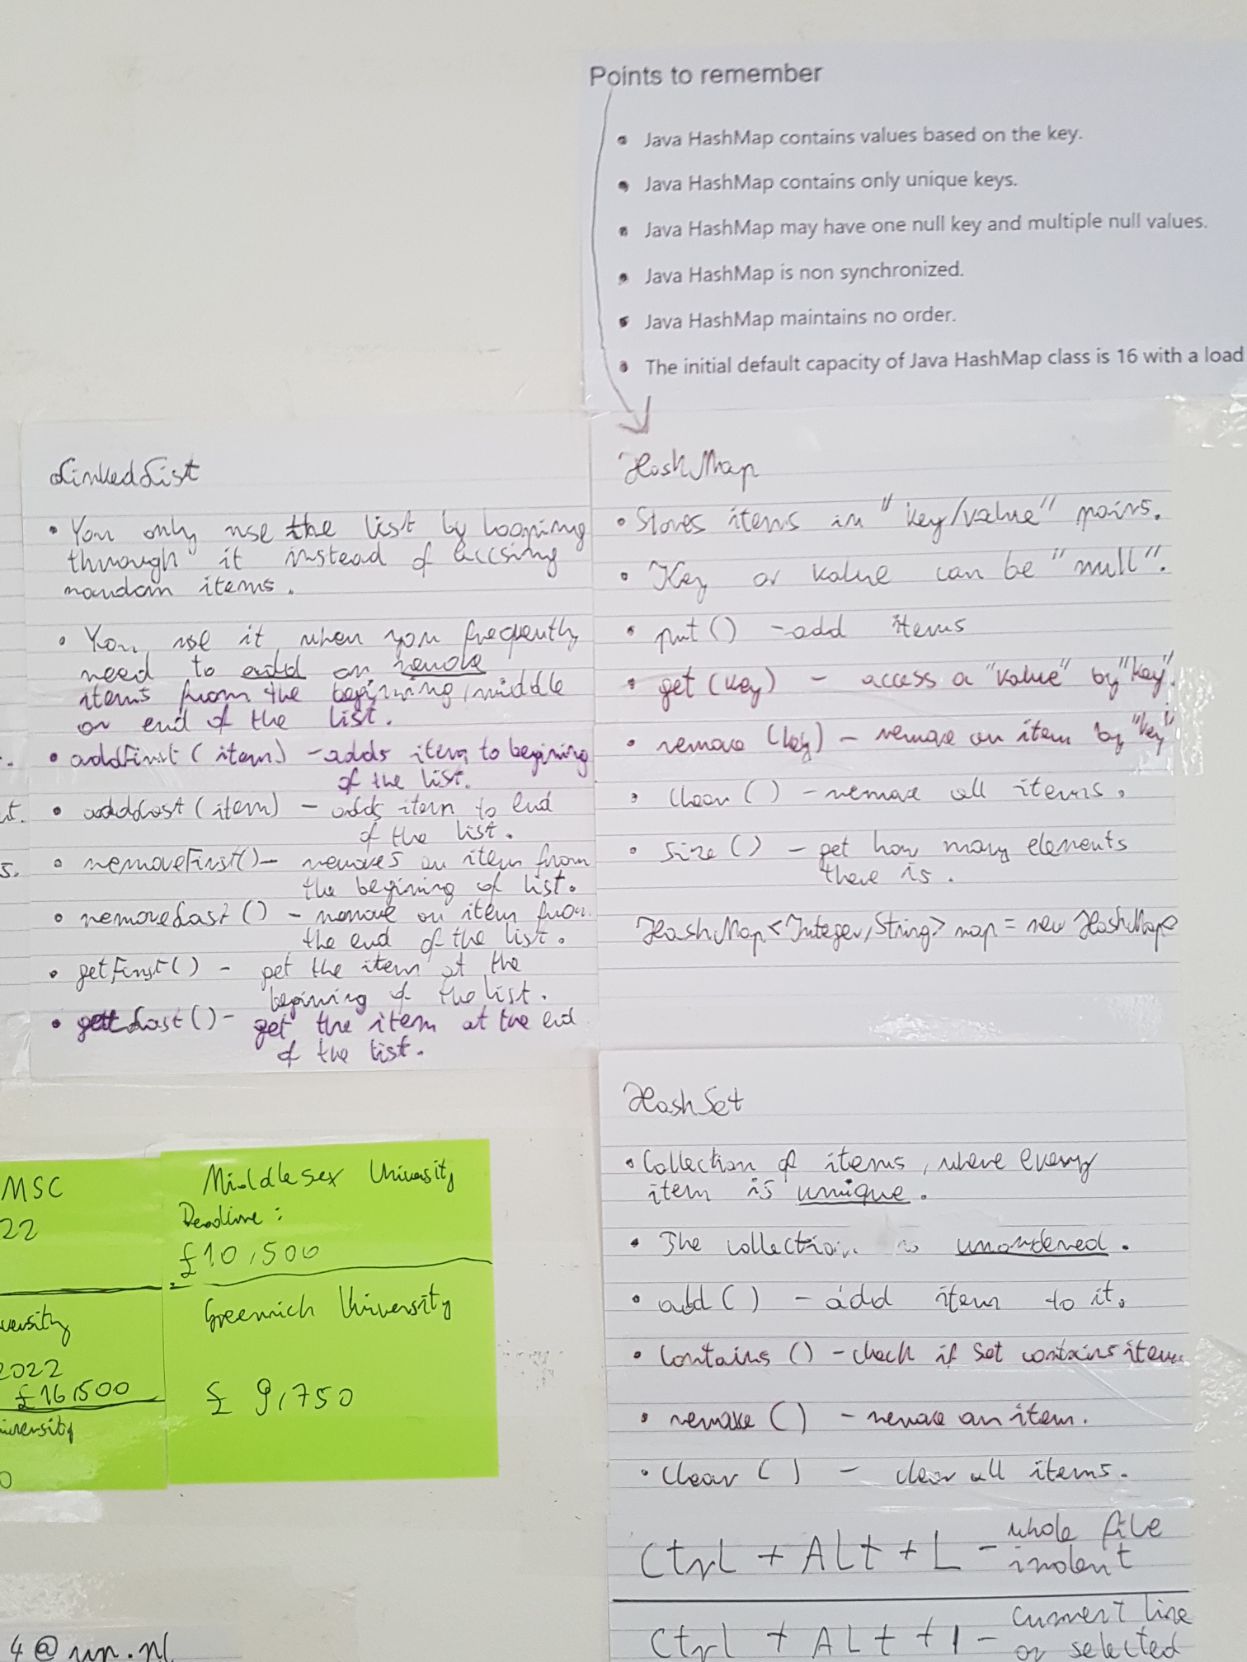 Points to remember
Java HashMap contains values based on the key.
Java HashMap contains only unique keys.
Java HashMap may have one null key and multiple null values.
Java HashMap is non synchronized.
Java HashMap maintains no order.
The initial default capacity of Java HashMap class is 16 with a load
LinkedList
• You only use the list by looping
through it instead of accsing
random items.
• You use it when you frequently
need to add or remove
items from the beginning, middle
or end of the list.
• addFirst (item) - adds item to begining
of the list.
• addLast (item) - adds item to end
of the list.
• removeFirst() - removes an item from
the begining of list.
• removeLast () - remove an item from
the end of the list.
• getFirst() - get the item at the
begining of the list.
• getLast() - get the item at the end
of the list.
HashMap
• Stores items in "key/value" pairs.
• Key or value can be "null".
• put () - add items
• get (key) - access a "value" by "key".
• remove (key) - remove an item by "key"
• clear () - remove all items.
• size () - get how many elements
there is.
HashMap<Integer, String> map = new HashMap<
HashSet
• Collection of items, where every
item is unique.
• The collection is unordered.
• add () - add item to it.
• contains () - check if set contains item
• remove () - remove an item.
• clear () - clear all items.
Ctrl + ALt + L - whole file
indent
Ctrl + ALt + I - current line
or selected
MSC
22
2022
£16,500
0
Middlesex University
Deadline:
£10,500
Greenwich University
£ 9,750
4@un.nl